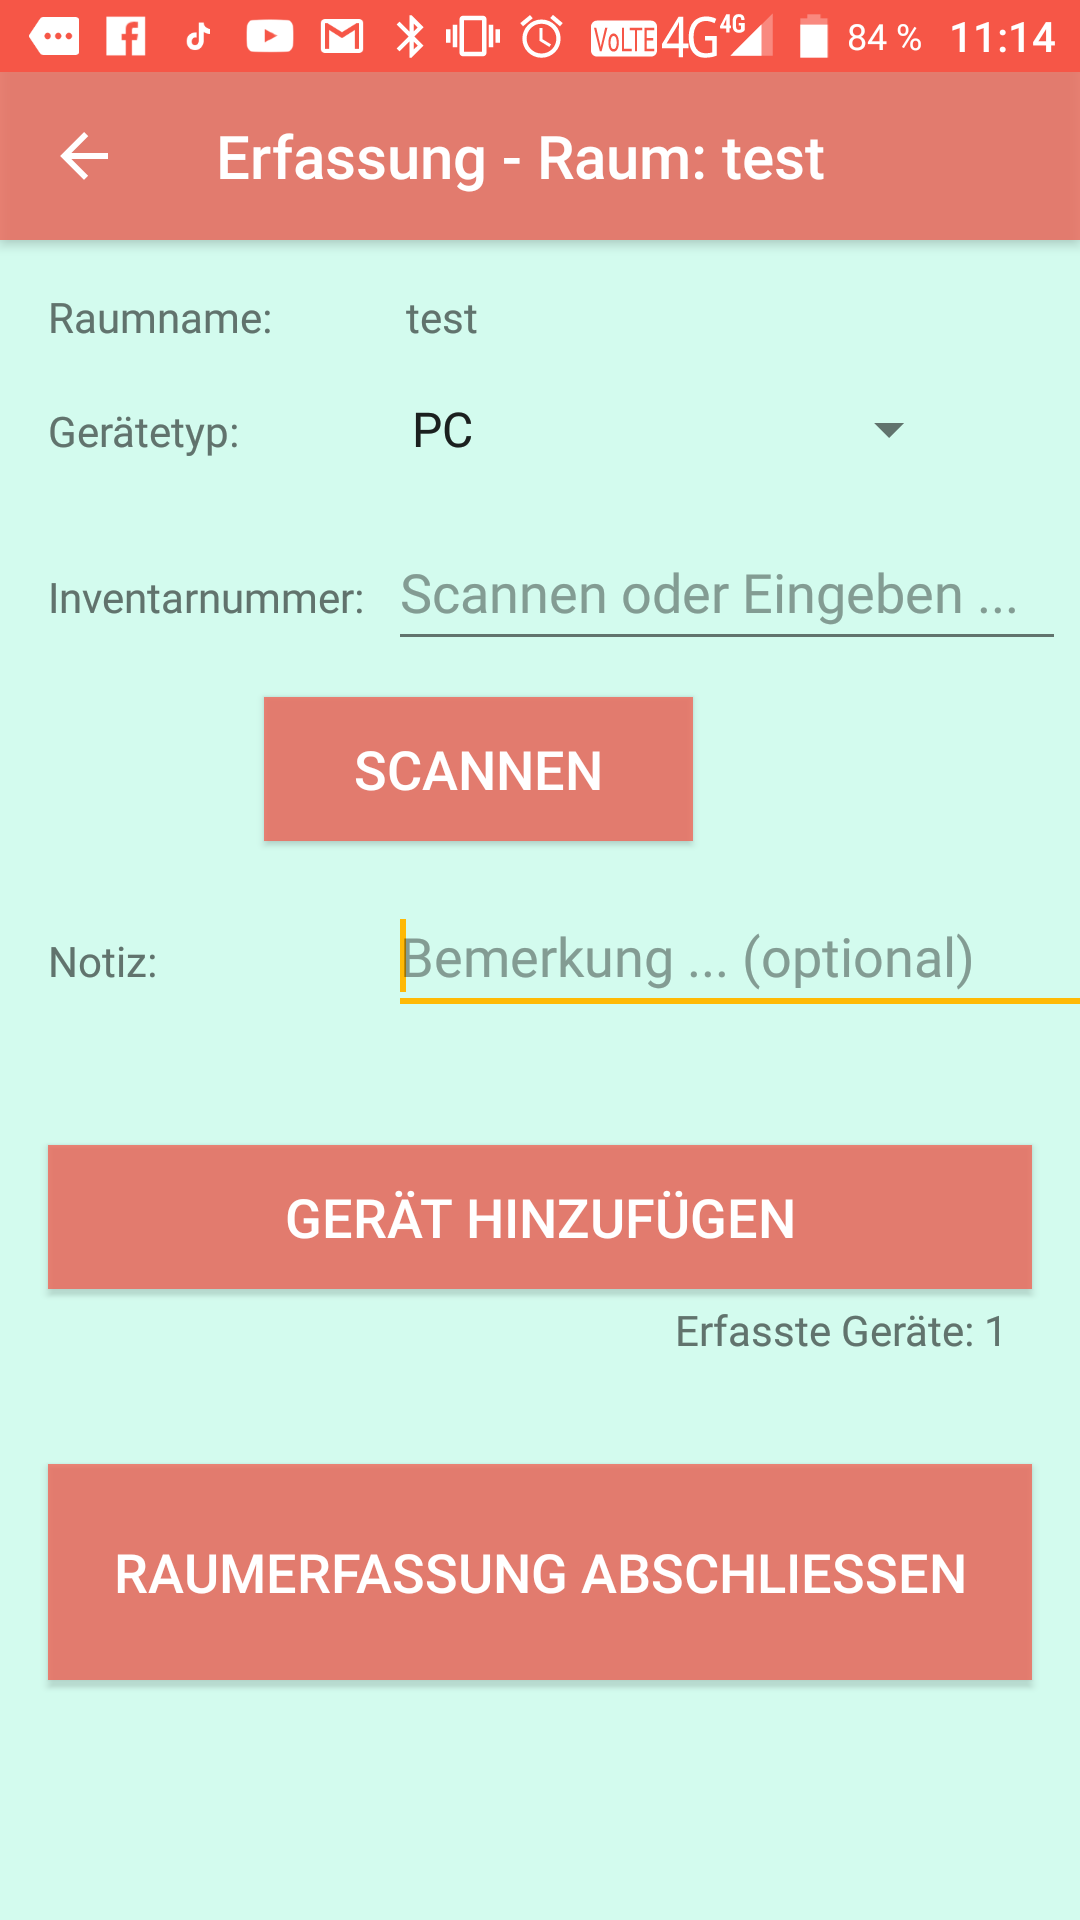 VoLTE 4G 4G 84 % 11:14
Erfassung - Raum: test
Raumname: test
Gerätetyp: PC
Inventarnummer: Scannen oder Eingeben ...
SCANNEN
Notiz: Bemerkung ... (optional)
GERÄT HINZUFÜGEN
Erfasste Geräte: 1
RAUMERFASSUNG ABSCHLIESSEN